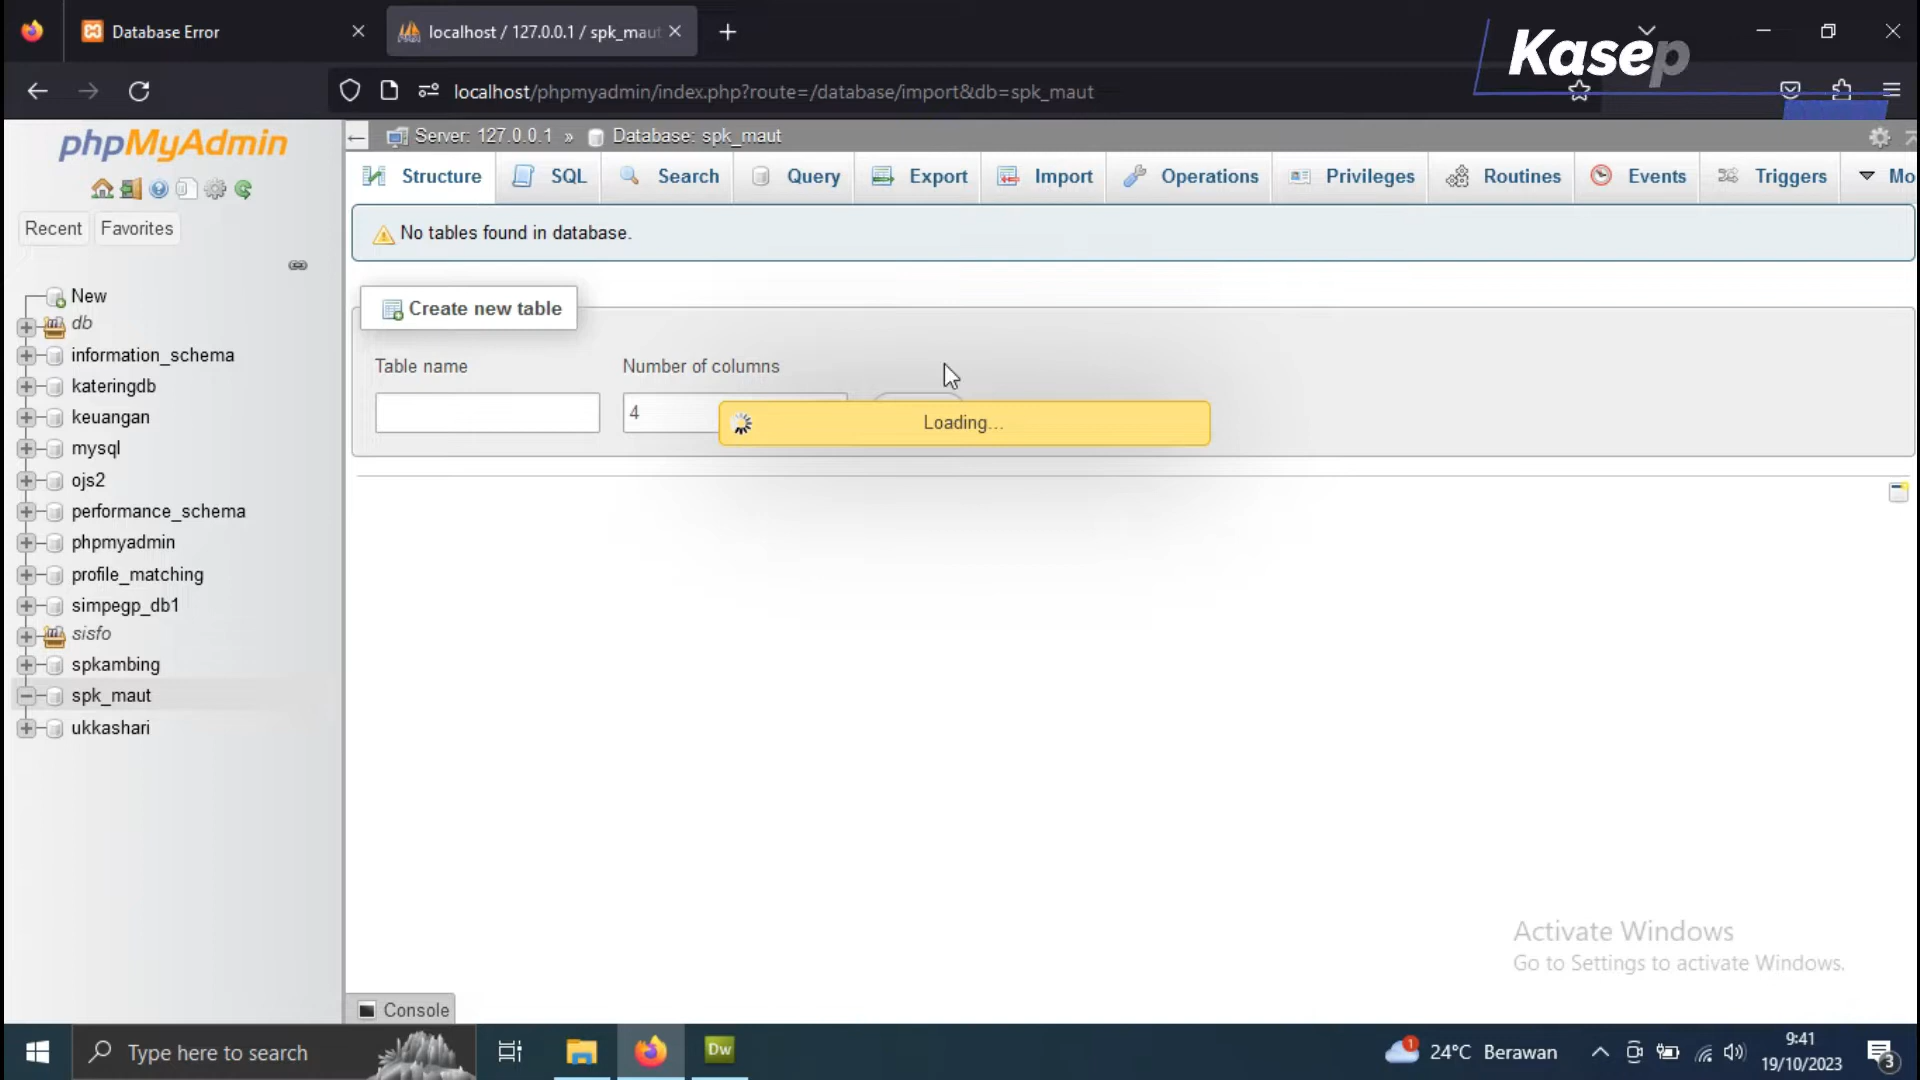 Database Error
localhost / 127.0.0.1 / spk_maut
Kasep
localhost/phpmyadmin/index.php?route=/database/import&db=spk_maut
phpMyAdmin
Server: 127.0.0.1 » Database: spk_maut
Structure SQL Search Query Export Import Operations Privileges Routines Events Triggers Mo
Recent Favorites
No tables found in database.
New
db
information_schema
kateringdb
keuangan
mysql
ojs2
performance_schema
phpmyadmin
profile_matching
simpegp_db1
sisfo
spkambing
spk_maut
ukkashari
Create new table
Table name Number of columns
4
Loading...
Activate Windows
Go to Settings to activate Windows.
Console
Type here to search
Dw
1
24°C Berawan
9:41
19/10/2023
3